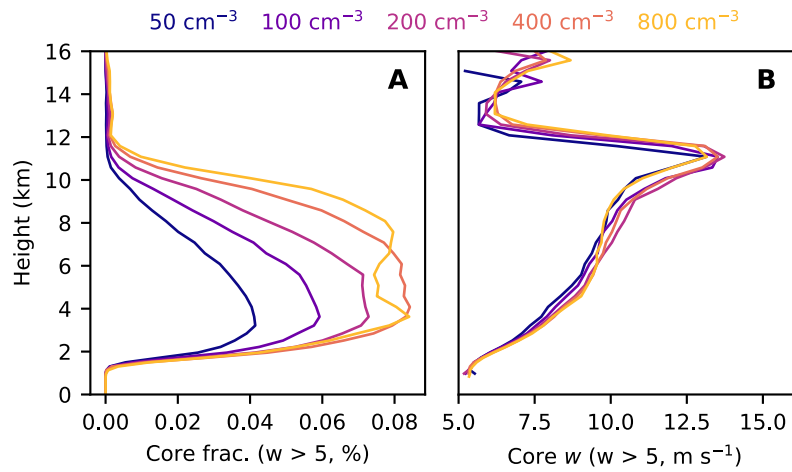 50 cm⁻³ 100 cm⁻³ 200 cm⁻³ 400 cm⁻³ 800 cm⁻³
A
B
Height (km)
16
14
12
10
8
6
4
2
0
0.00 0.02 0.04 0.06 0.08
5.0 7.5 10.0 12.5 15.0
Core frac. (w > 5, %)
Core w (w > 5, m s⁻¹)